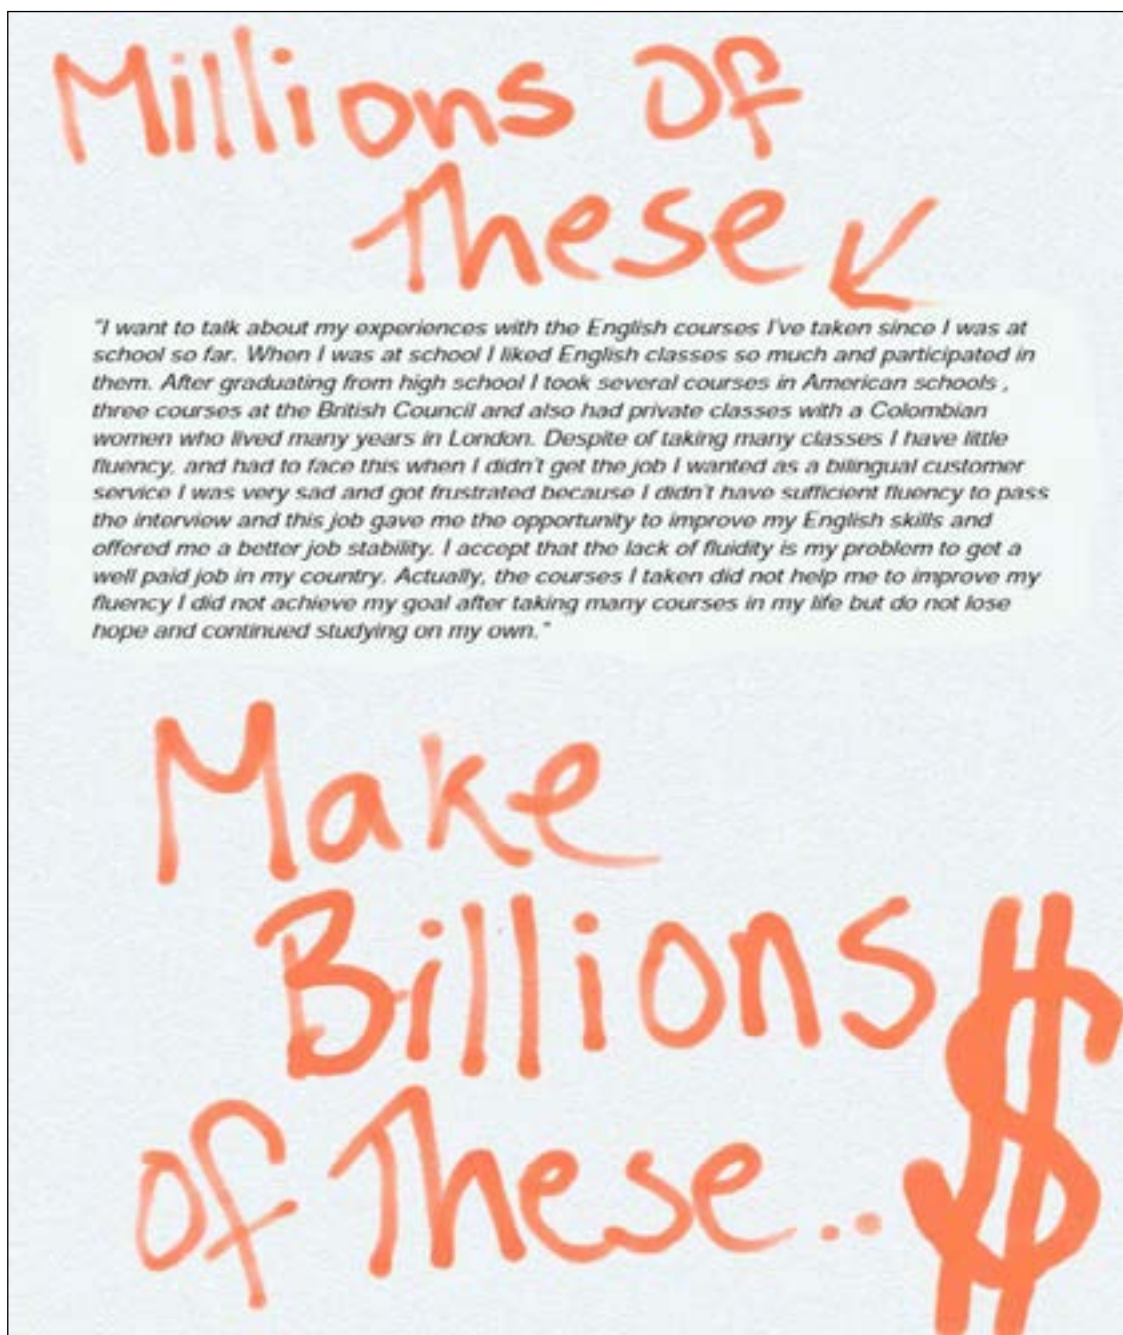 Millions Of
These
"I want to talk about my experiences with the English courses I've taken since I was at
school so far. When I was at school I liked English classes so much and participated in
them. After graduating from high school I took several courses in American schools ,
three courses at the British Council and also had private classes with a Colombian
women who lived many years in London. Despite of taking many classes I have little
fluency, and had to face this when I didn't get the job I wanted as a bilingual customer
service I was very sad and got frustrated because I didn't have sufficient fluency to pass
the interview and this job gave me the opportunity to improve my English skills and
offered me a better job stability. I accept that the lack of fluidity is my problem to get a
well paid job in my country. Actually, the courses I taken did not help me to improve my
fluency I did not achieve my goal after taking many courses in my life but do not lose
hope and continued studying on my own."
Make
Billions
of These.. $